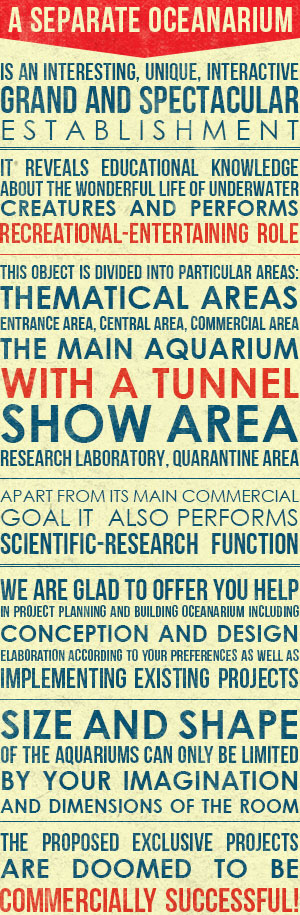 A SEPARATE OCEANARIUM
IS AN INTERESTING, UNIQUE, INTERACTIVE
GRAND AND SPECTACULAR
ESTABLISHMENT
IT REVEALS EDUCATIONAL KNOWLEDGE
ABOUT THE WONDERFUL LIFE OF UNDERWATER
CREATURES AND PERFORMS
RECREATIONAL-ENTERTAINING ROLE
THIS OBJECT IS DIVIDED INTO PARTICULAR AREAS:
THEMATICAL AREAS
ENTRANCE AREA, CENTRAL AREA, COMMERCIAL AREA
THE MAIN AQUARIUM
WITH A TUNNEL
SHOW AREA
RESEARCH LABORATORY, QUARANTINE AREA
APART FROM ITS MAIN COMMERCIAL
GOAL IT ALSO PERFORMS
SCIENTIFIC-RESEARCH FUNCTION
WE ARE GLAD TO OFFER YOU HELP
IN PROJECT PLANNING AND BUILDING OCEANARIUM INCLUDING
CONCEPTION AND DESIGN
ELABORATION ACCORDING TO YOUR PREFERENCES AS WELL AS
IMPLEMENTING EXISTING PROJECTS
SIZE AND SHAPE
OF THE AQUARIUMS CAN ONLY BE LIMITED
BY YOUR IMAGINATION
AND DIMENSIONS OF THE ROOM
THE PROPOSED EXCLUSIVE PROJECTS
ARE DOOMED TO BE
COMMERCIALLY SUCCESSFUL!